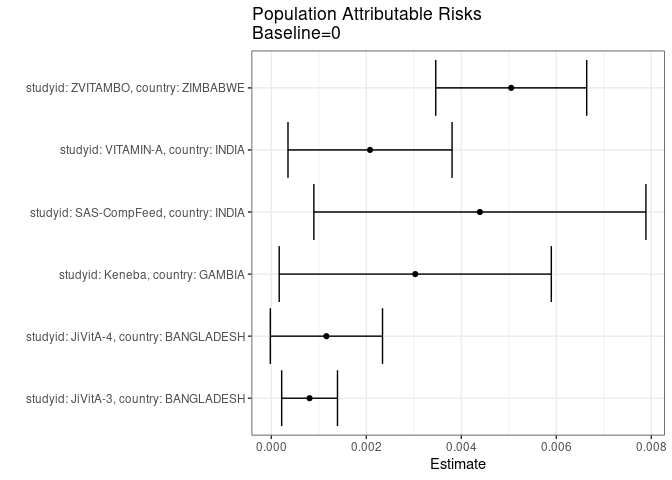 Population Attributable Risks
Baseline=0
studyid: ZVITAMBO, country: ZIMBABWE
studyid: VITAMIN-A, country: INDIA
studyid: SAS-CompFeed, country: INDIA
studyid: Keneba, country: GAMBIA
studyid: JiVitA-4, country: BANGLADESH
studyid: JiVitA-3, country: BANGLADESH
0.000 0.002 0.004 0.006 0.008
Estimate